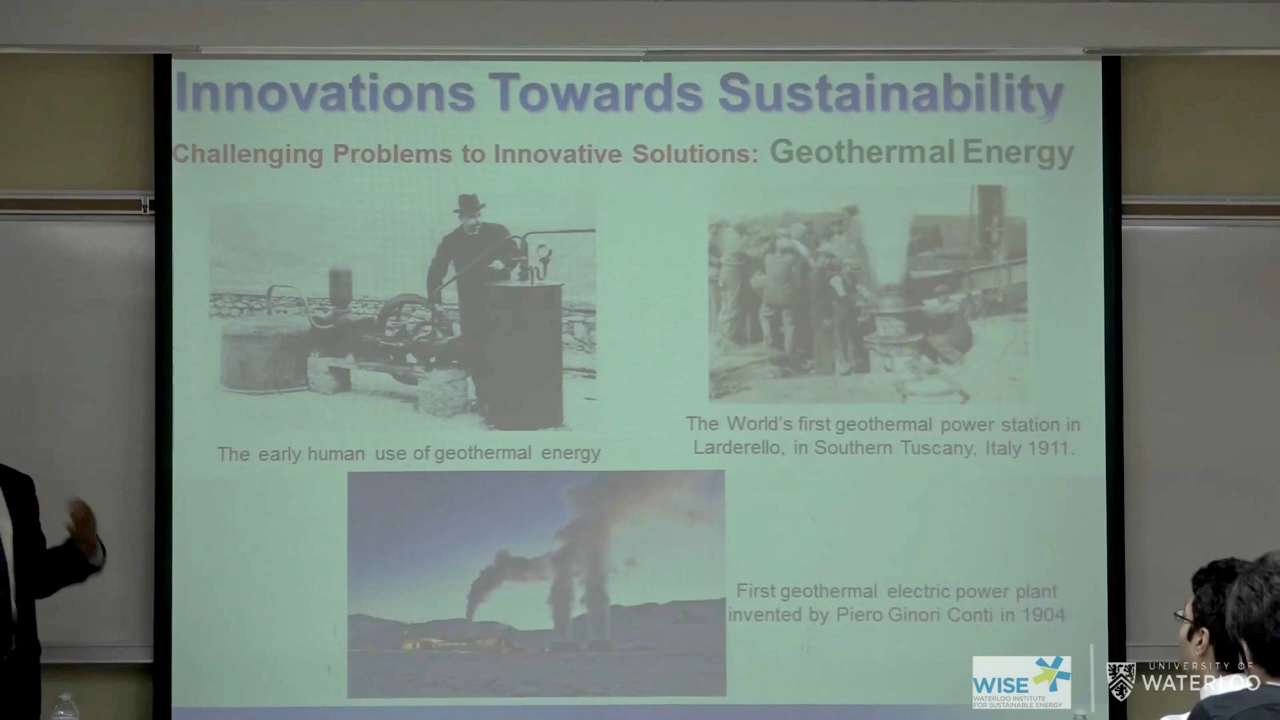 Innovations Towards Sustainability
Challenging Problems to Innovative Solutions: Geothermal Energy
The early human use of geothermal energy
The World's first geothermal power station in
Larderello, in Southern Tuscany, Italy 1911.
First geothermal electric power plant
invented by Piero Ginori Conti in 1904
WISE
WATERLOO INSTITUTE
FOR SUSTAINABLE ENERGY
UNIVERSITY OF
WATERLOO